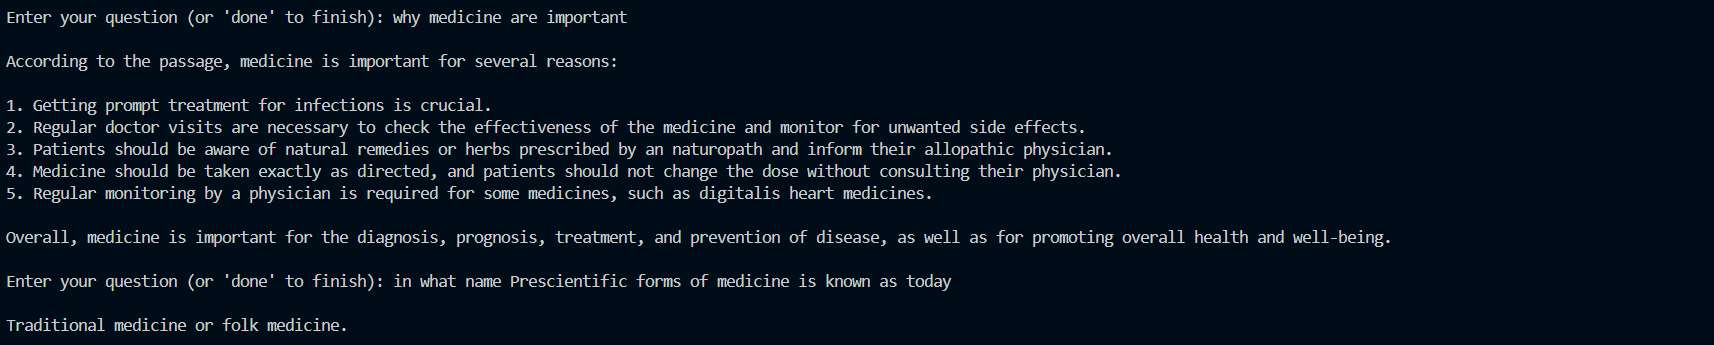 Enter your question (or 'done' to finish): why medicine are important
According to the passage, medicine is important for several reasons:
1. Getting prompt treatment for infections is crucial.
2. Regular doctor visits are necessary to check the effectiveness of the medicine and monitor for unwanted side effects.
3. Patients should be aware of natural remedies or herbs prescribed by an naturopath and inform their allopathic physician.
4. Medicine should be taken exactly as directed, and patients should not change the dose without consulting their physician.
5. Regular monitoring by a physician is required for some medicines, such as digitalis heart medicines.
Overall, medicine is important for the diagnosis, prognosis, treatment, and prevention of disease, as well as for promoting overall health and well-being.
Enter your question (or 'done' to finish): in what name Prescientific forms of medicine is known as today
Traditional medicine or folk medicine.